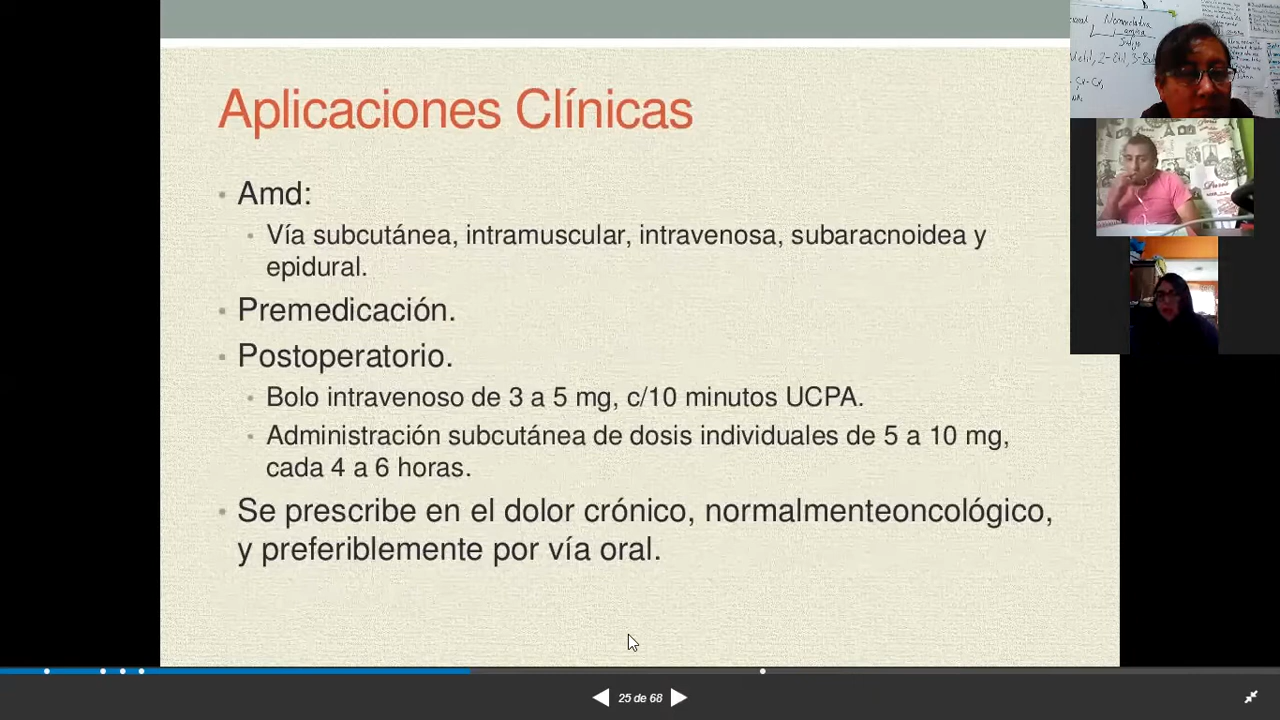 Aplicaciones Clínicas
Amd:
Vía subcutánea, intramuscular, intravenosa, subaracnoidea y
epidural.
Premedicación.
Postoperatorio.
Bolo intravenoso de 3 a 5 mg, c/10 minutos UCPA.
Administración subcutánea de dosis individuales de 5 a 10 mg,
cada 4 a 6 horas.
Se prescribe en el dolor crónico, normalmenteoncológico,
y preferiblemente por vía oral.
25 de 68
Nomenclatura